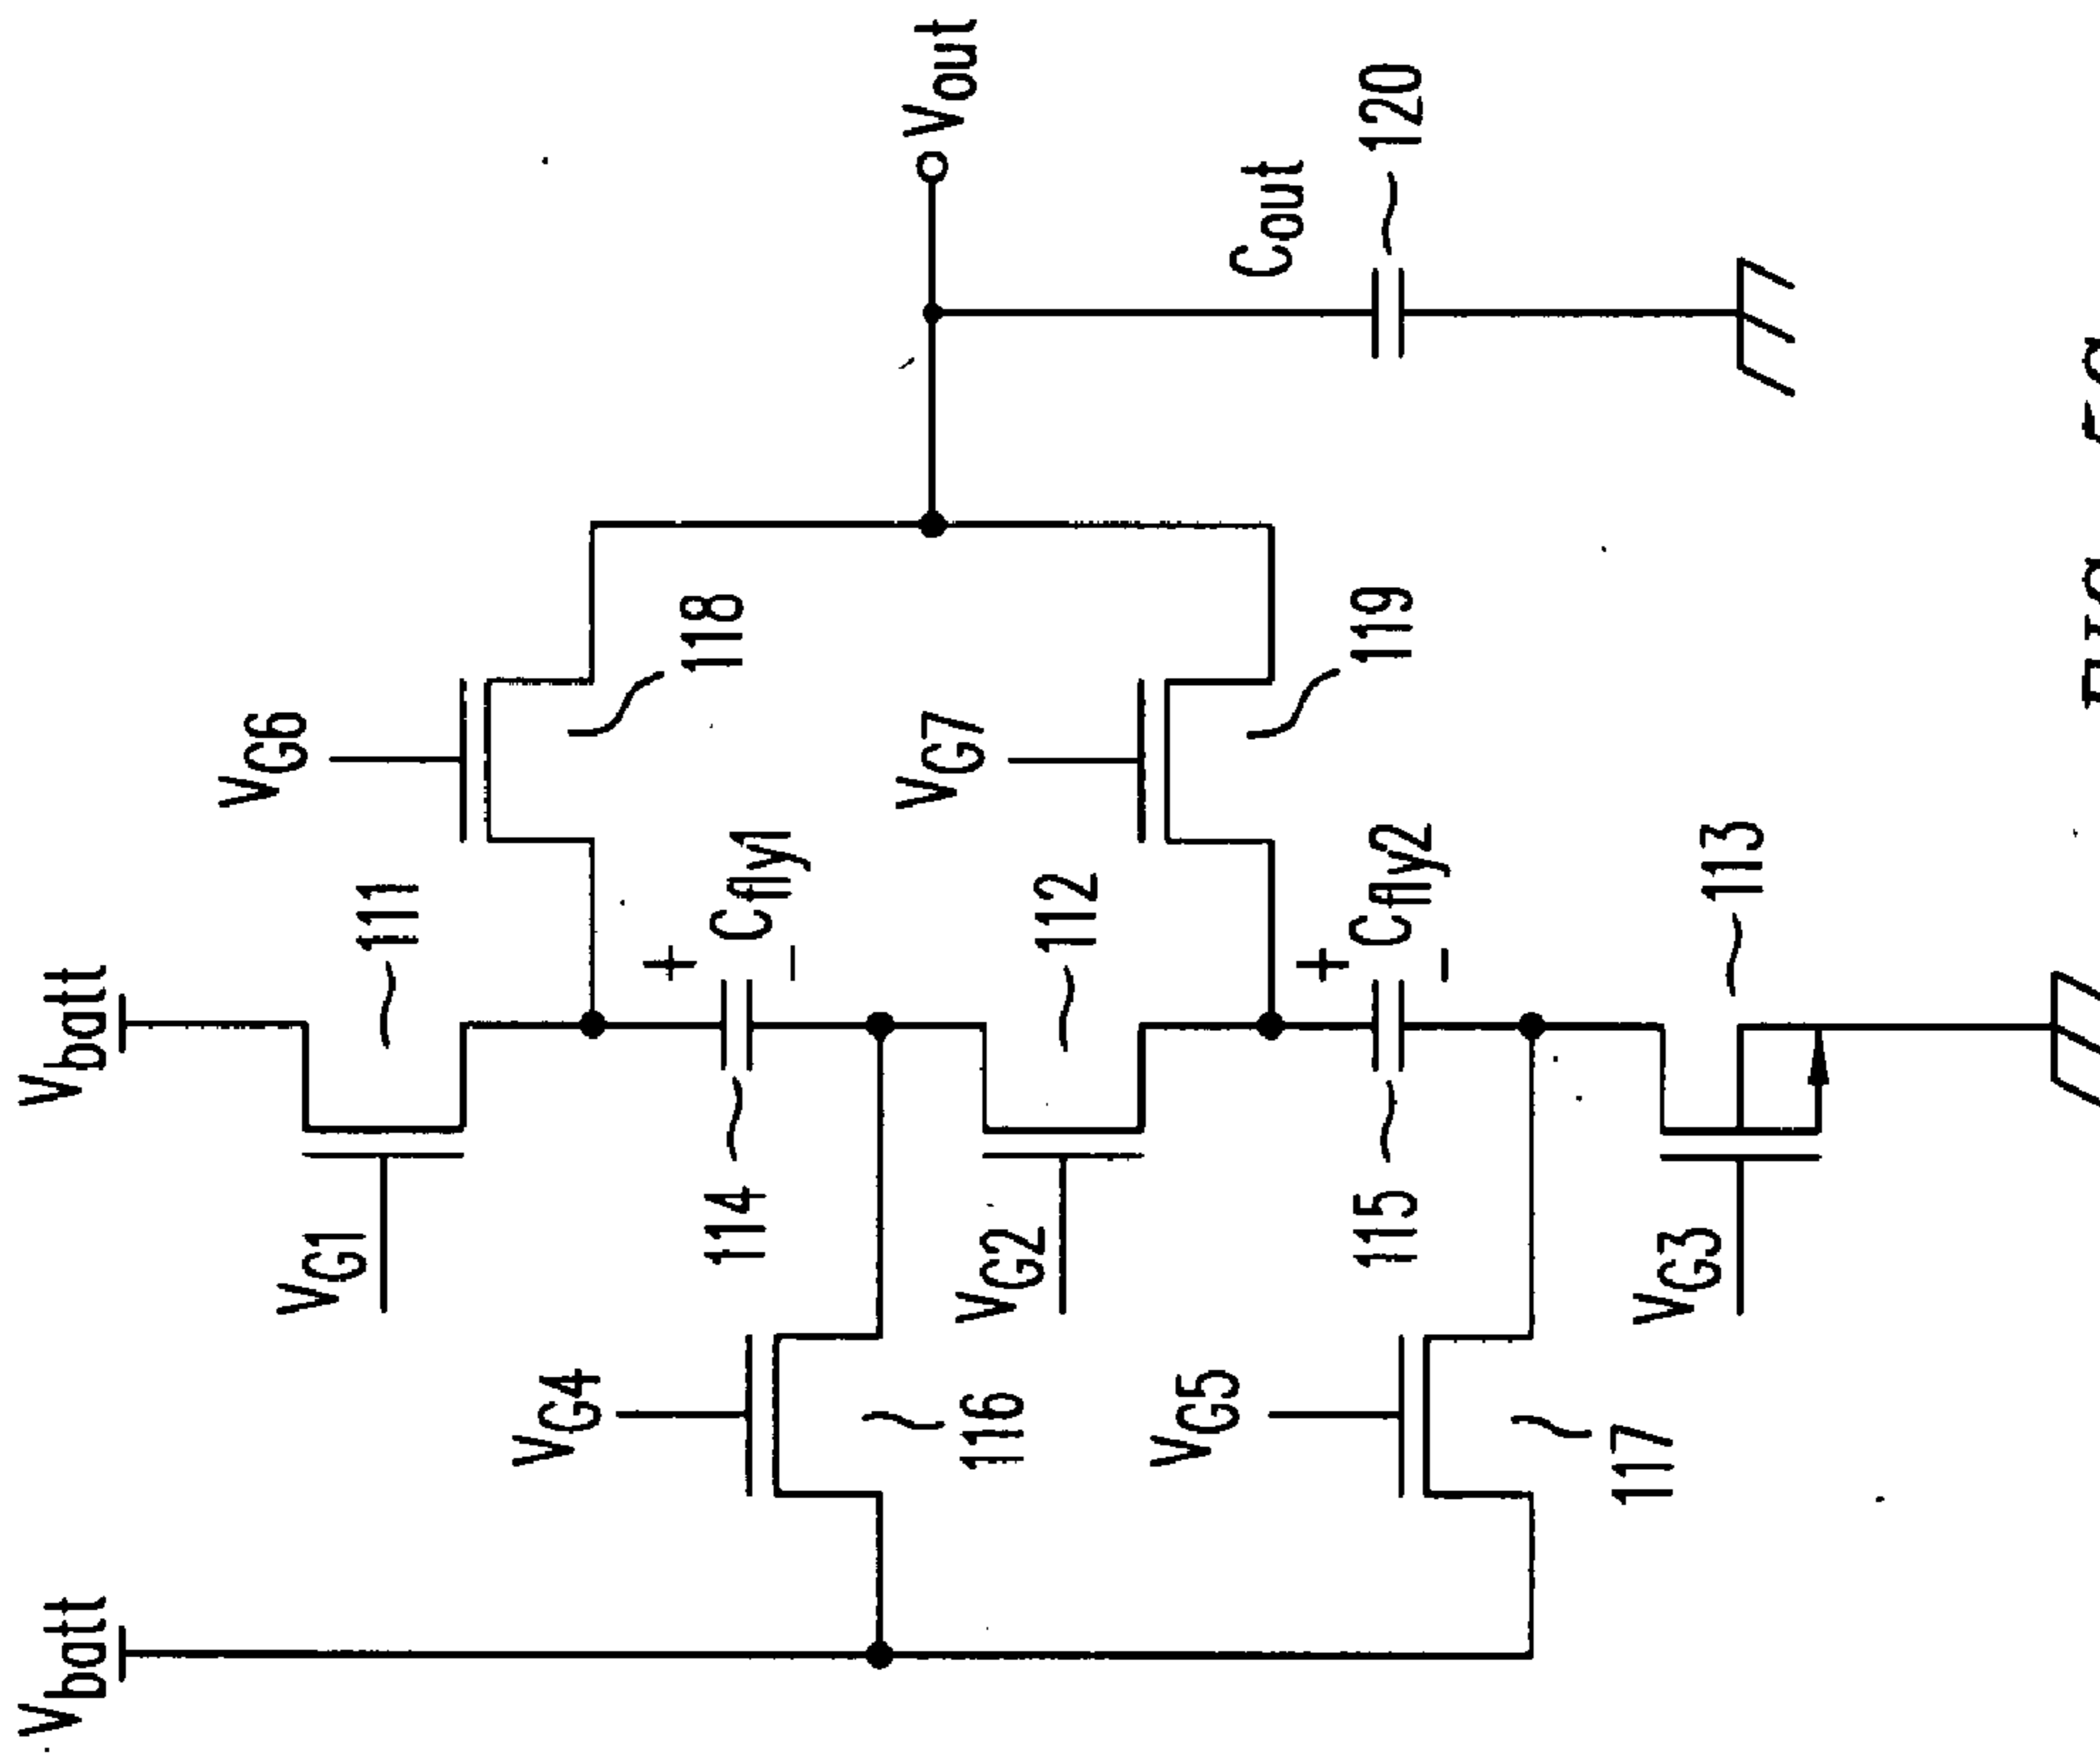 Vbatt
Vbatt
VG1
111
VG6
118
Vout
VG4
116
114
Cfly1
+
–
VG2
112
VG7
119
Cout
120
VG5
117
115
Cfly2
+
–
VG3
113